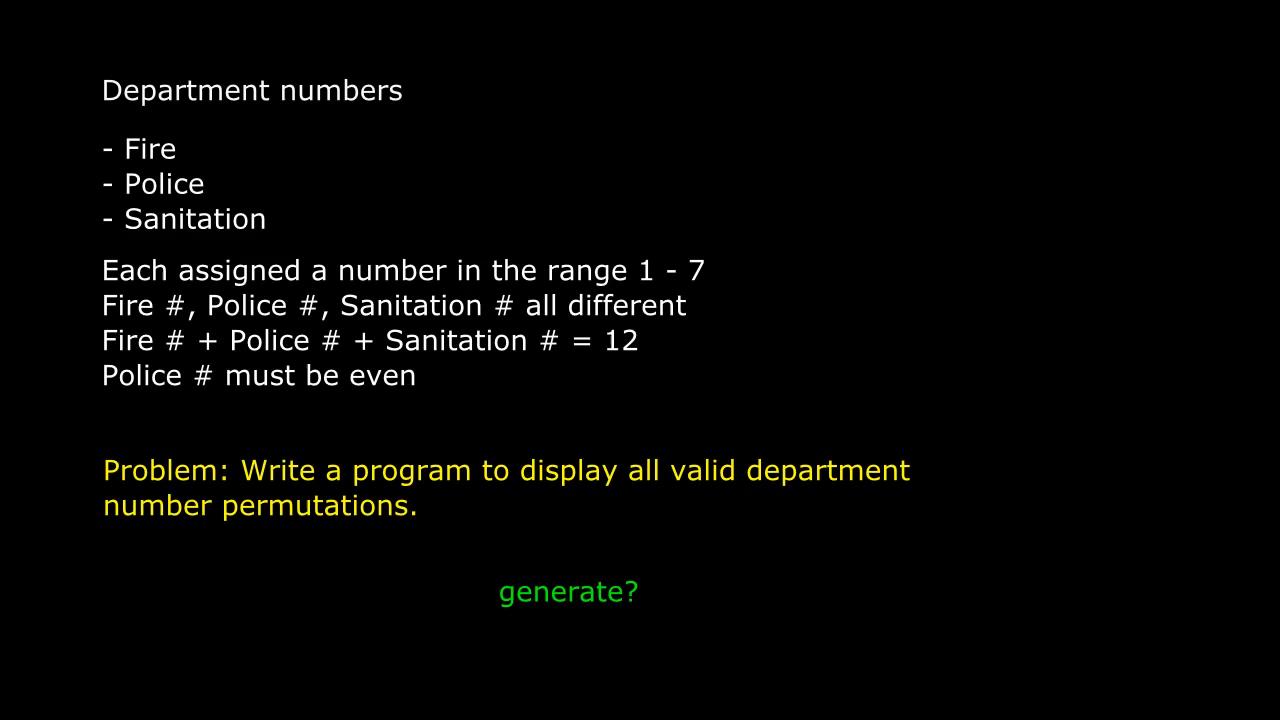 Department numbers
- Fire
- Police
- Sanitation
Each assigned a number in the range 1 - 7
Fire #, Police #, Sanitation # all different
Fire # + Police # + Sanitation # = 12
Police # must be even
Problem: Write a program to display all valid department
number permutations.
generate?